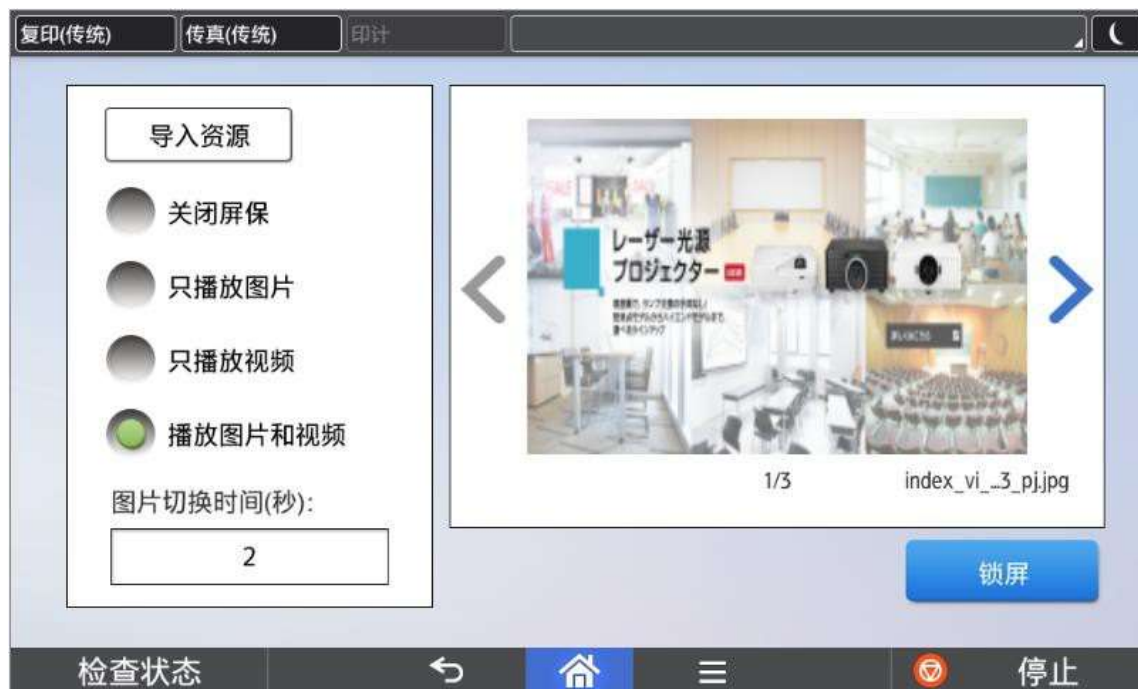 复印(传统)
传真(传统)
印计
导入资源
关闭屏保
只播放图片
只播放视频
播放图片和视频
图片切换时间(秒):
2
レーザー光源
プロジェクター
1/3
index_vi_…3_pj.jpg
锁屏
检查状态
停止